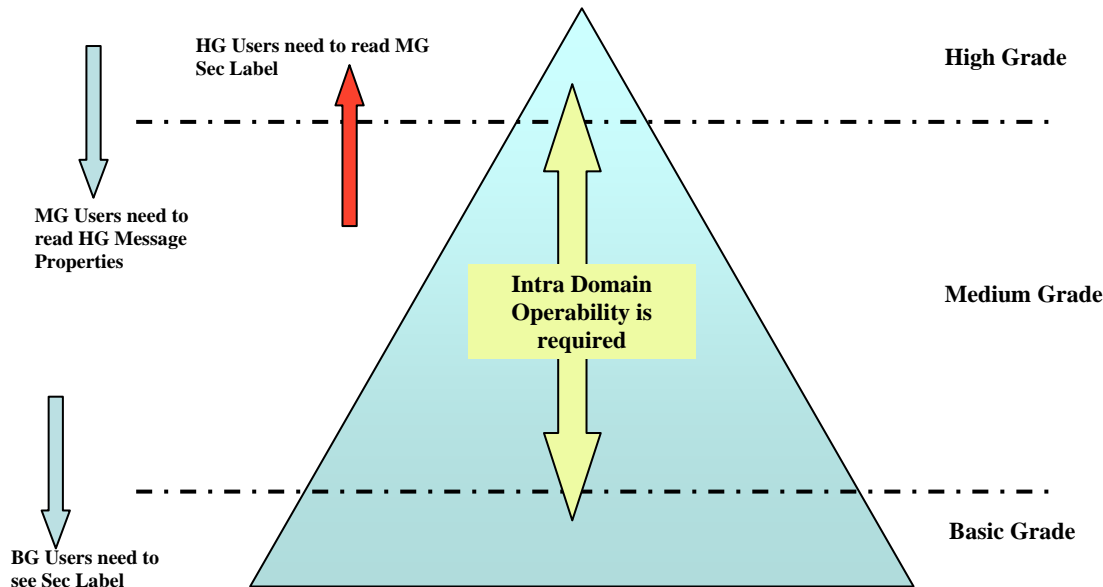 HG Users need to read MG
Sec Label
High Grade
MG Users need to
read HG Message
Properties
Intra Domain
Operability is
required
Medium Grade
BG Users need to
see Sec Label
Basic Grade